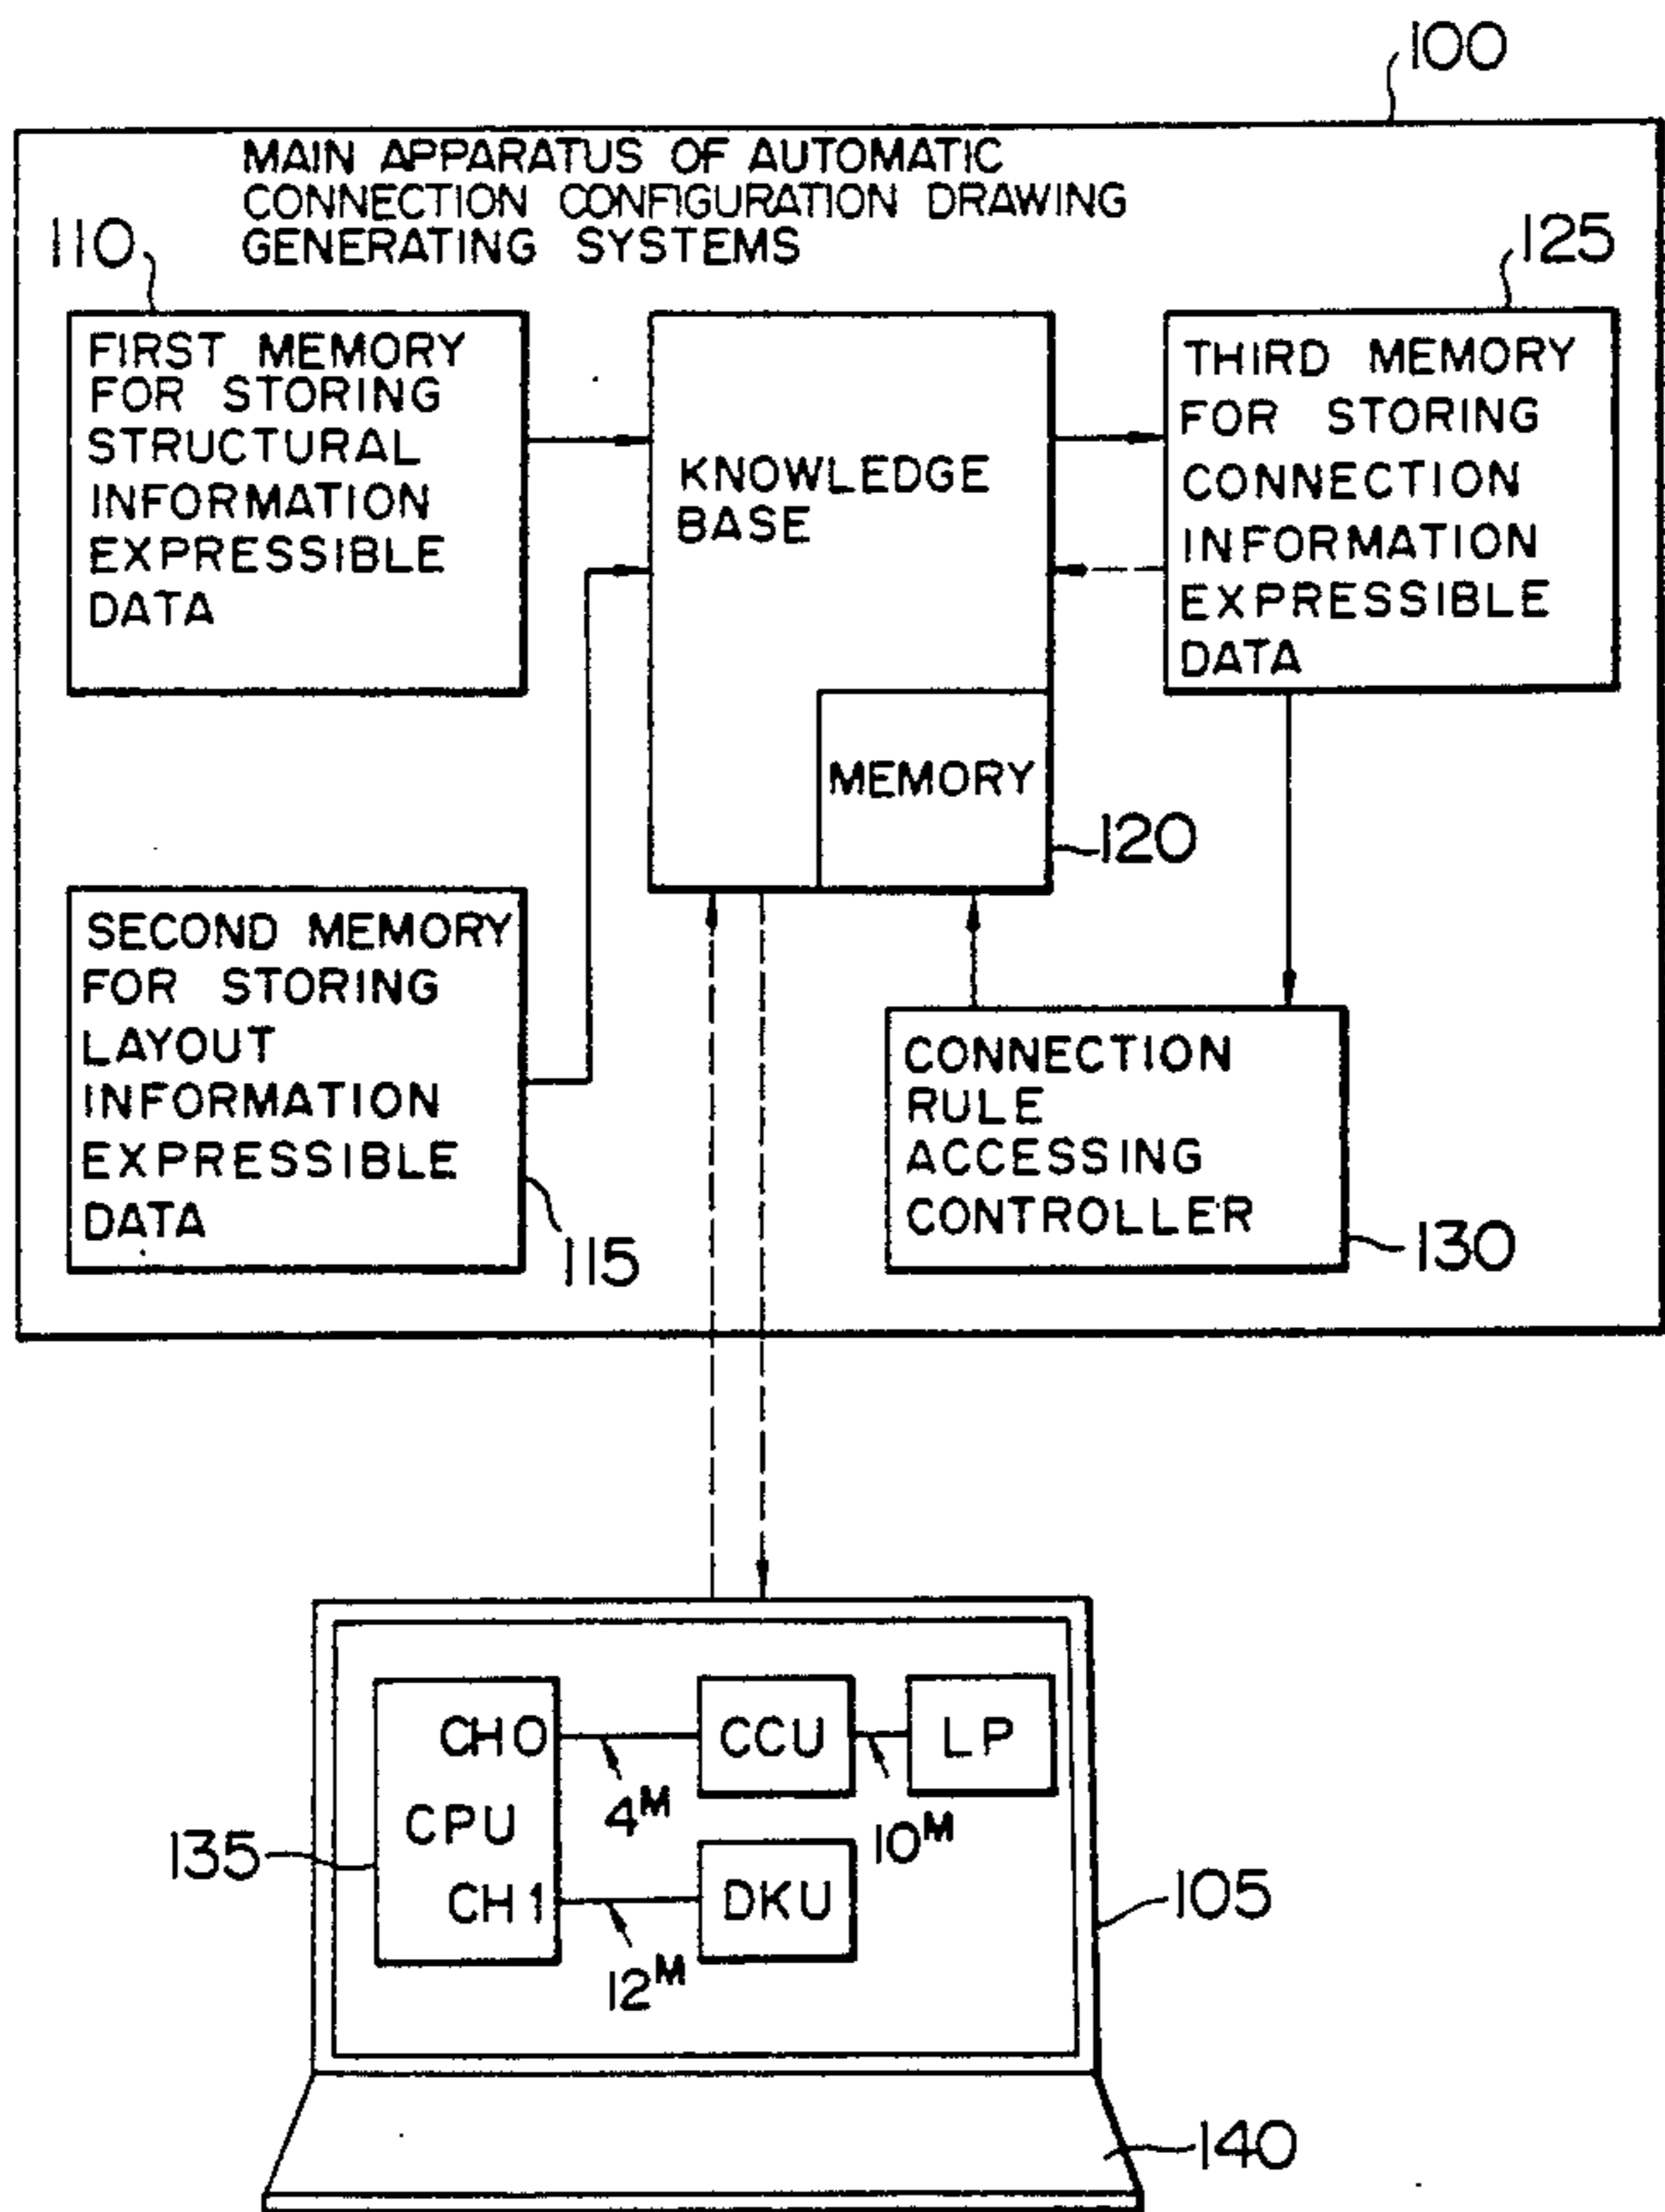 100
MAIN APPARATUS OF AUTOMATIC
CONNECTION CONFIGURATION DRAWING
GENERATING SYSTEMS
110
125
FIRST MEMORY
FOR STORING
STRUCTURAL
INFORMATION
EXPRESSIBLE
DATA
KNOWLEDGE
BASE
MEMORY
120
THIRD MEMORY
FOR STORING
CONNECTION
INFORMATION
EXPRESSIBLE
DATA
SECOND MEMORY
FOR STORING
LAYOUT
INFORMATION
EXPRESSIBLE
DATA
115
CONNECTION
RULE
ACCESSING
CONTROLLER
130
CH0
CCU
LP
4M
10M
CPU
135
CH1
DKU
12M
105
140